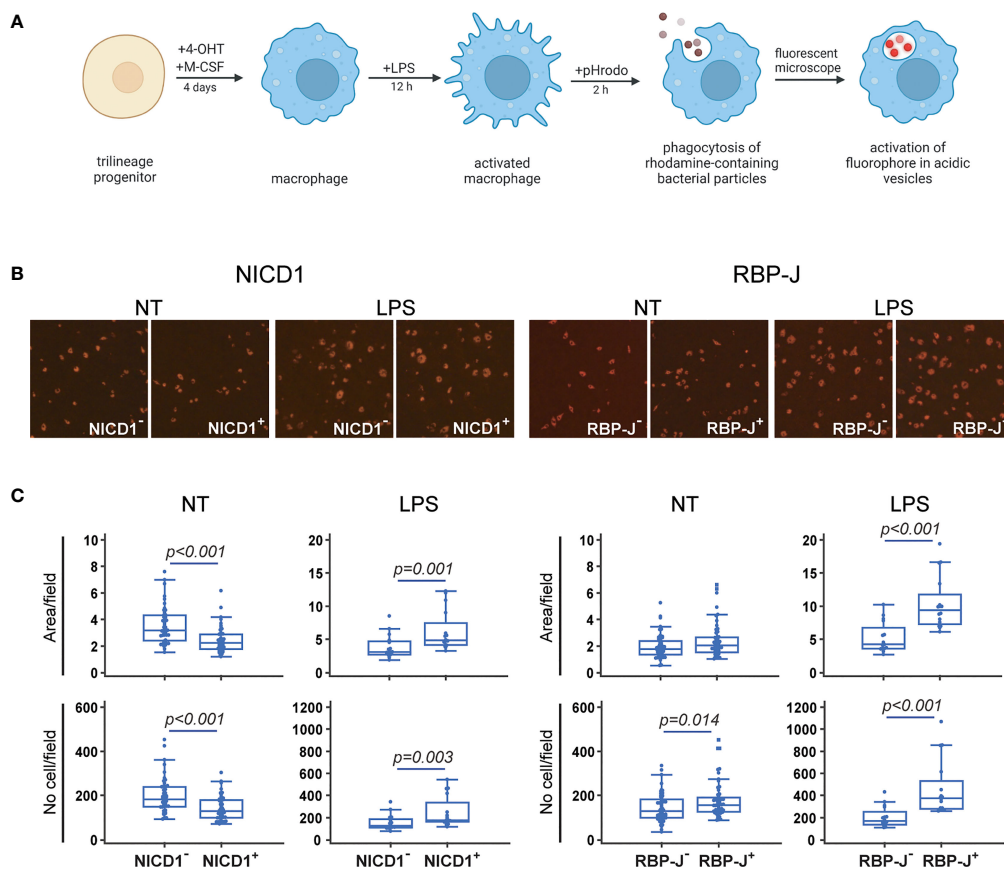 A
+4-OHT
+M-CSF
4 days
+LPS
12 h
+pHrodo
2 h
fluorescent
microscope
trilineage
progenitor
macrophage
activated
macrophage
phagocytosis of
rhodamine-containing
bacterial particles
activation of
fluorophore in acidic
vesicles
B
NICD1
RBP-J
NT
LPS
NT
LPS
NICD1⁻
NICD1⁺
NICD1⁻
NICD1⁺
RBP-J⁻
RBP-J⁺
RBP-J⁻
RBP-J
C
NT
LPS
NT
LPS
Area/field
10
8
6
4
2
0
p<0.001
20
15
10
5
0
p=0.001
Area/field
10
8
6
4
2
0
20
15
10
5
0
p<0.001
No cell/field
600
400
200
0
p<0.001
1200
1000
800
600
400
200
0
p=0.003
No cell/field
600
400
200
0
p=0.014
1200
1000
800
600
400
200
0
p<0.001
NICD1⁻ NICD1⁺
NICD1⁻ NICD1⁺
RBP-J⁻ RBP-J⁺
RBP-J⁻ RBP-J⁺